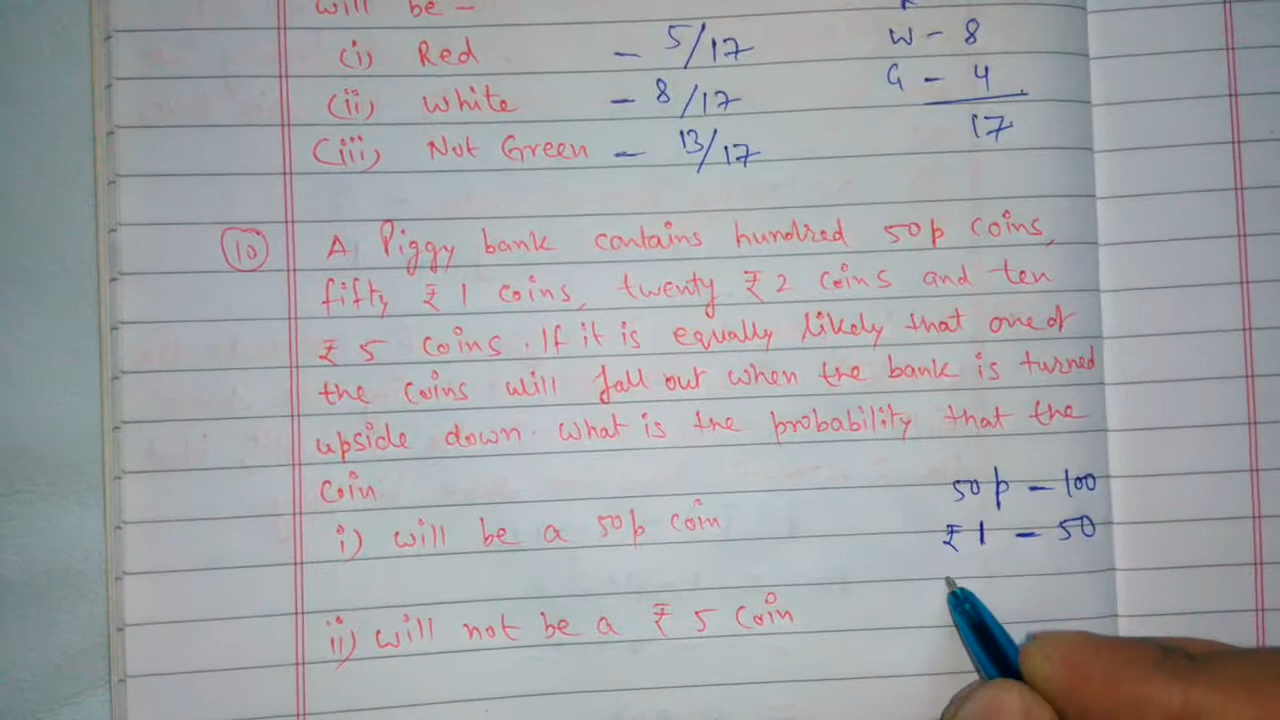 will be -
(i) Red - 5/17
W - 8
(ii) White - 8/17
G - 4
(iii) Not Green - 13/17
17
(10) A Piggy bank contains hundred 50p coins,
fifty ₹ 1 coins, twenty ₹ 2 coins and ten
₹ 5 coins. If it is equally likely that one of
the coins will fall out when the bank is turned
upside down. What is the probability that the
coin
50 p - 100
i) will be a 50p coin
₹ 1 - 50
ii) will not be a ₹ 5 coin